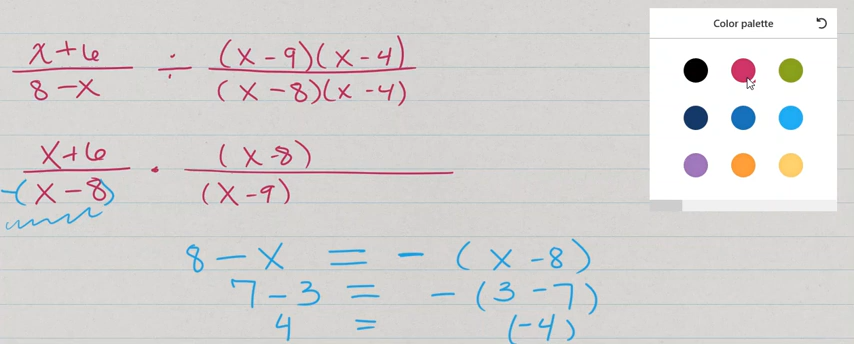 Color palette
x+6 ÷ (x-9)(x-4)
8-x (x-8)(x-4)
x+6 · (x-8)
-(x-8) (x-9)
8-x = -(x-8)
7-3 = -(3-7)
4 = (-4)